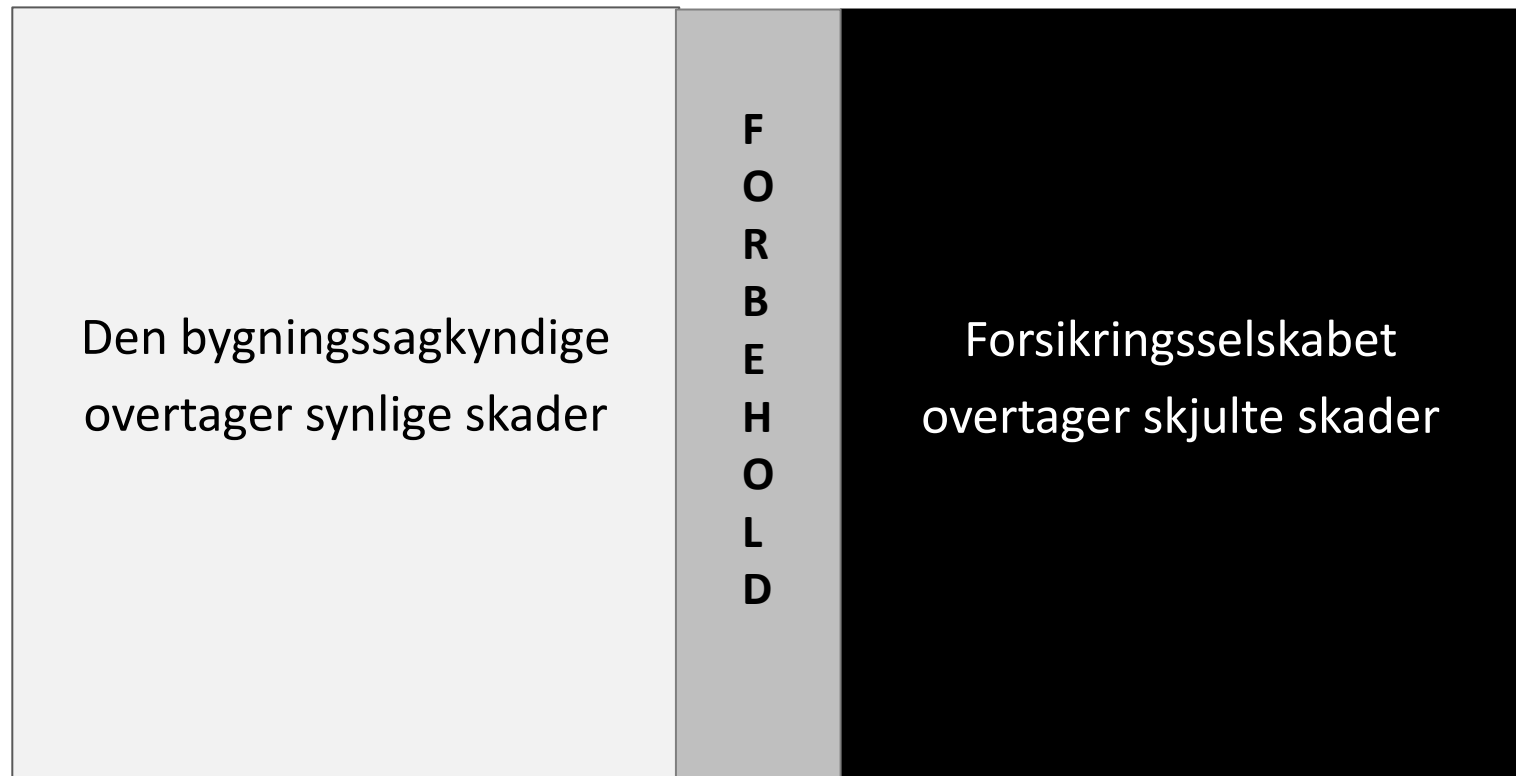 Den bygningssagkyndige
overtager synlige skader
F
O
R
B
E
H
O
L
D
Forsikringsselskabet
overtager skjulte skader